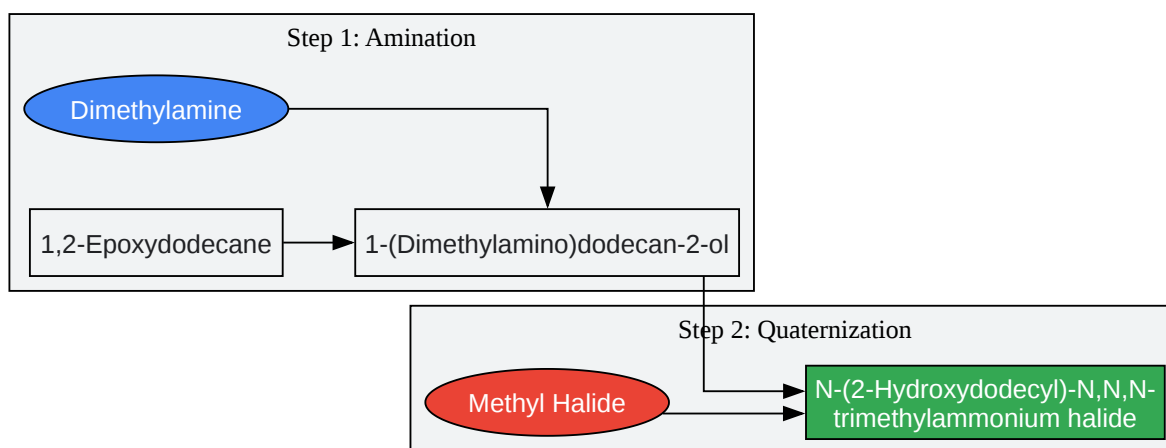 Step 1: Amination
Dimethylamine
1,2-Epoxydodecane
1-(Dimethylamino)dodecan-2-ol
Step 2: Quaternization
Methyl Halide
N-(2-Hydroxydodecyl)-N,N,N-
trimethylammonium halide